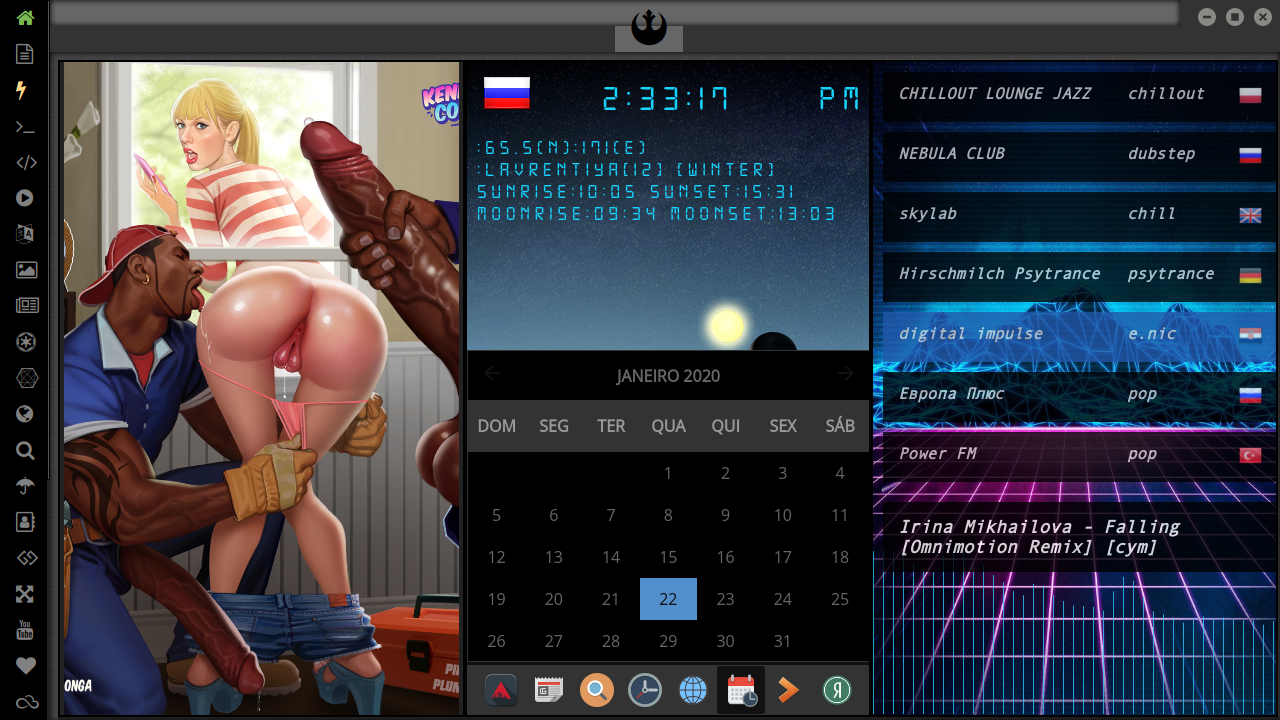 KEN
CO
ONGA
PI
PLUM
2:33:17 PM
:65.5(N):171(E)
:LAVRENTIYA(12) (WINTER)
SUNRISE:10:05 SUNSET:15:31
MOONRISE:09:34 MOONSET:13:03
JANEIRO 2020
DOM SEG TER QUA QUI SEX SÁB
1 2 3 4
5 6 7 8 9 10 11
12 13 14 15 16 17 18
19 20 21 22 23 24 25
26 27 28 29 30 31
CHILLOUT LOUNGE JAZZ chillout
NEBULA CLUB dubstep
skylab chill
Hirschmilch Psytrance psytrance
digital impulse e.nic
Европа Плюс pop
Power FM pop
Irina Mikhailova - Falling
[Omnimotion Remix] [cym]
You
Tube
Я